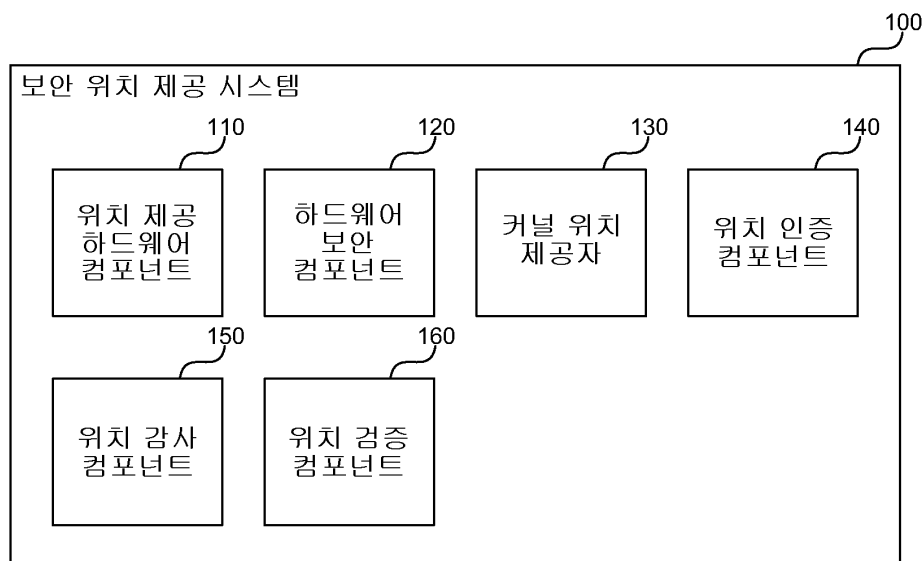 100
보안 위치 제공 시스템
110
120
130
140
위치 제공
하드웨어
컴포넌트
하드웨어
보안
컴포넌트
커널 위치
제공자
위치 인증
컴포넌트
150
160
위치 감사
컴포넌트
위치 검증
컴포넌트